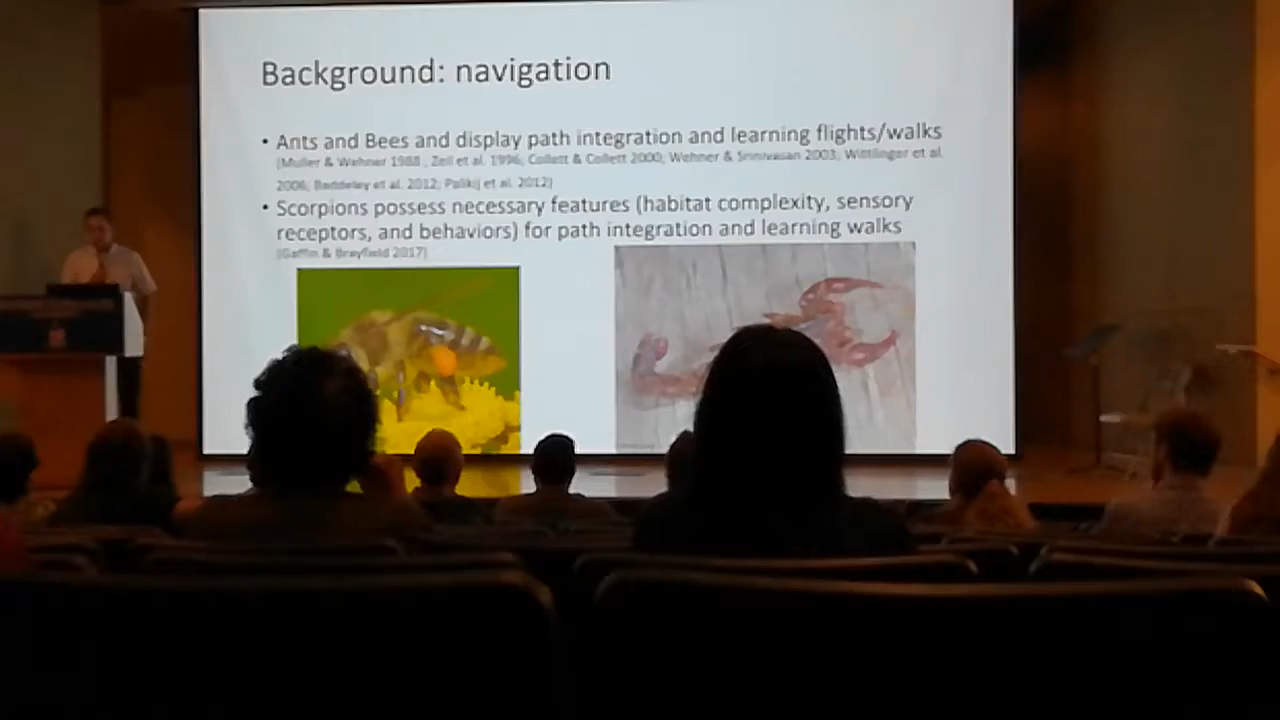 Background: navigation
• Ants and Bees and display path integration and learning flights/walks
(Muller & Wehner 1988, Zeil et al. 1996, Collett & Collett 2000, Wehner & Srinivasan 2003, Wittlinger et al.
2006, Baddeley et al. 2012, et al. 2012)
• Scorpions possess necessary features (habitat complexity, sensory
receptors, and behaviors) for path integration and learning walks
(Gaffin & Brayfield 2017)